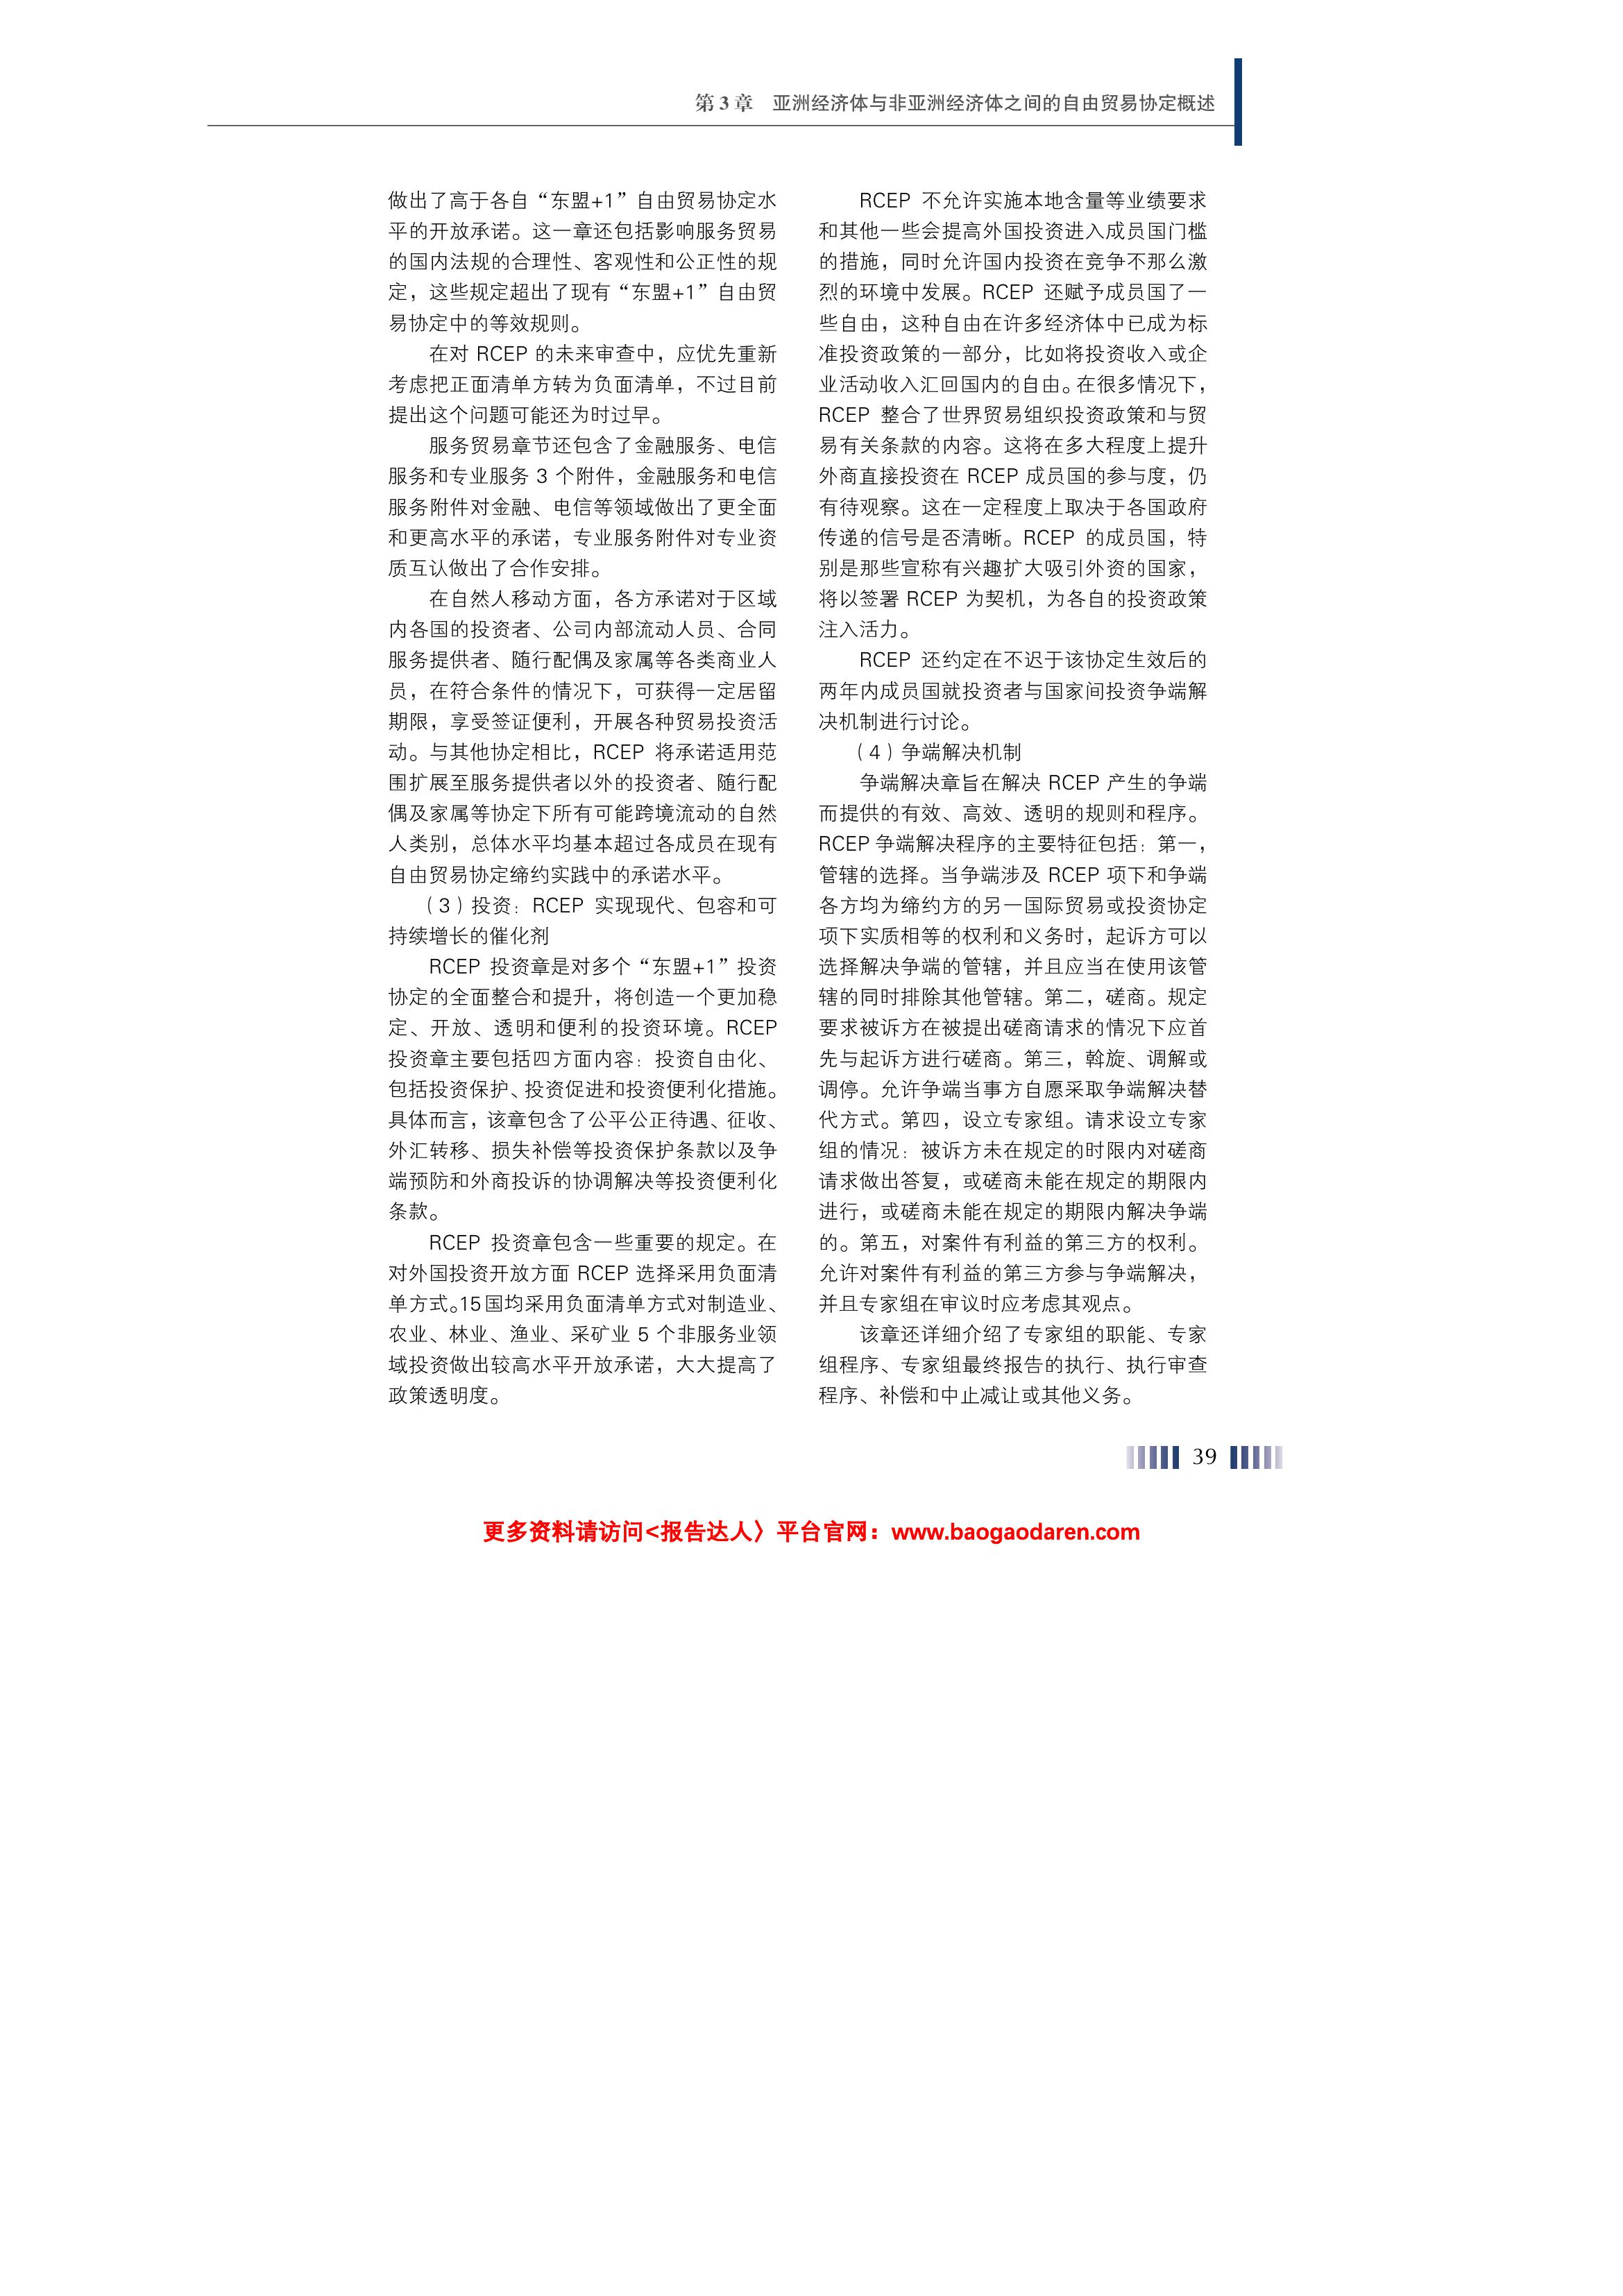 第3章 亚洲经济体与非亚洲经济体之间的自由贸易协定概述
做出了高于各自“东盟+1”自由贸易协定水
平的开放承诺。这一章还包括影响服务贸易
的国内法规的合理性、客观性和公正性的规
定，这些规定超出了现有“东盟+1”自由贸
易协定中的等效规则。
在对 RCEP 的未来审查中，应优先重新
考虑把正面清单方转为负面清单，不过目前
提出这个问题可能还为时过早。
服务贸易章节还包含了金融服务、电信
服务和专业服务 3 个附件，金融服务和电信
服务附件对金融、电信等领域做出了更全面
和更高水平的承诺，专业服务附件对专业资
质互认做出了合作安排。
在自然人移动方面，各方承诺对于区域
内各国的投资者、公司内部流动人员、合同
服务提供者、随行配偶及家属等各类商业人
员，在符合条件的情况下，可获得一定居留
期限，享受签证便利，开展各种贸易投资活
动。与其他协定相比，RCEP 将承诺适用范
围扩展至服务提供者以外的投资者、随行配
偶及家属等协定下所有可能跨境流动的自然
人类别，总体水平均基本超过各成员在现有
自由贸易协定缔约实践中的承诺水平。
（3）投资：RCEP 实现现代、包容和可
持续增长的催化剂
RCEP 投资章是对多个“东盟+1”投资
协定的全面整合和提升，将创造一个更加稳
定、开放、透明和便利的投资环境。RCEP
投资章主要包括四方面内容：投资自由化、
包括投资保护、投资促进和投资便利化措施。
具体而言，该章包含了公平公正待遇、征收、
外汇转移、损失补偿等投资保护条款以及争
端预防和外商投诉的协调解决等投资便利化
条款。
RCEP 投资章包含一些重要的规定。在
对外国投资开放方面 RCEP 选择采用负面清
单方式。15国均采用负面清单方式对制造业、
农业、林业、渔业、采矿业 5 个非服务业领
域投资做出较高水平开放承诺，大大提高了
政策透明度。
RCEP 不允许实施本地含量等业绩要求
和其他一些会提高外国投资进入成员国门槛
的措施，同时允许国内投资在竞争不那么激
烈的环境中发展。RCEP 还赋予成员国了一
些自由，这种自由在许多经济体中已成为标
准投资政策的一部分，比如将投资收入或企
业活动收入汇回国内的自由。在很多情况下，
RCEP 整合了世界贸易组织投资政策和与贸
易有关条款的内容。这将在多大程度上提升
外商直接投资在 RCEP 成员国的参与度，仍
有待观察。这在一定程度上取决于各国政府
传递的信号是否清晰。RCEP 的成员国，特
别是那些宣称有兴趣扩大吸引外资的国家，
将以签署 RCEP 为契机，为各自的投资政策
注入活力。
RCEP 还约定在不迟于该协定生效后的
两年内成员国就投资者与国家间投资争端解
决机制进行讨论。
（4）争端解决机制
争端解决章旨在解决 RCEP 产生的争端
而提供的有效、高效、透明的规则和程序。
RCEP 争端解决程序的主要特征包括：第一，
管辖的选择。当争端涉及 RCEP 项下和争端
各方均为缔约方的另一国际贸易或投资协定
项下实质相等的权利和义务时，起诉方可以
选择解决争端的管辖，并且应当在使用该管
辖的同时排除其他管辖。第二，磋商。规定
要求被诉方在被提出磋商请求的情况下应首
先与起诉方进行磋商。第三，斡旋、调解或
调停。允许争端当事方自愿采取争端解决替
代方式。第四，设立专家组。请求设立专家
组的情况：被诉方未在规定的时限内对磋商
请求做出答复，或磋商未能在规定的期限内
进行，或磋商未能在规定的期限内解决争端
的。第五，对案件有利益的第三方的权利。
允许对案件有利益的第三方参与争端解决，
并且专家组在审议时应考虑其观点。
该章还详细介绍了专家组的职能、专家
组程序、专家组最终报告的执行、执行审查
程序、补偿和中止减让或其他义务。
39
更多资料请访问<报告达人〉平台官网：www.baogaodaren.com